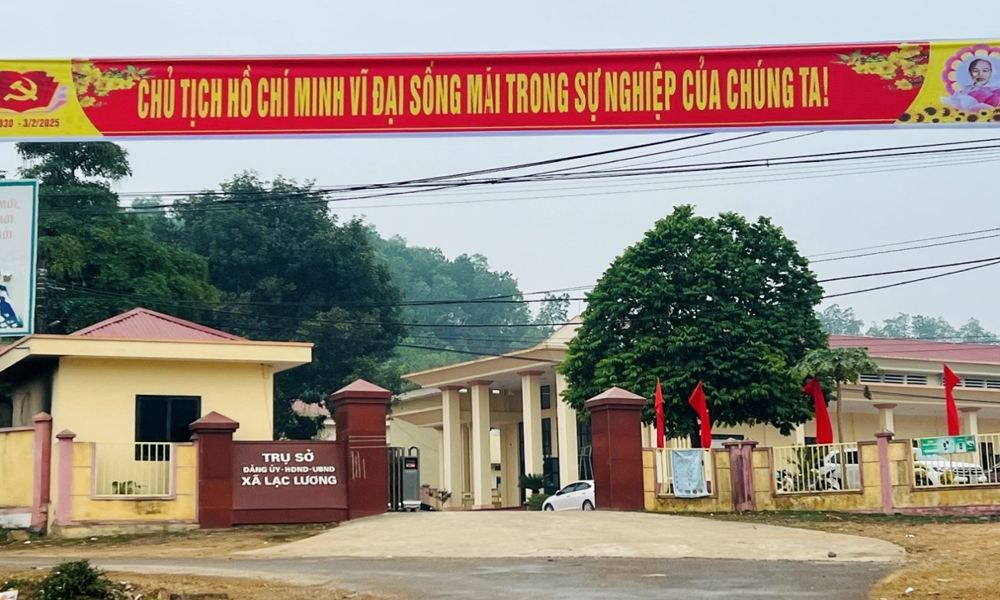 CHỦ TỊCH HỒ CHÍ MINH VĨ ĐẠI SỐNG MÃI TRONG SỰ NGHIỆP CỦA CHÚNG TA!
930 - 3/2/2025
TRỤ SỞ
ĐẢNG ỦY-HĐND-UBND
XÃ LẠC LƯƠNG